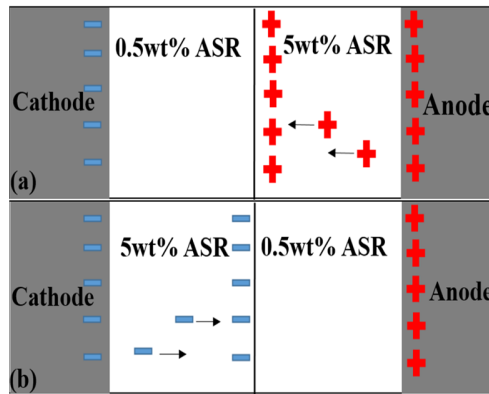 0.5wt% ASR
5wt% ASR
Cathode
Anode
(a)
5wt% ASR
0.5wt% ASR
Cathode
Anode
(b)